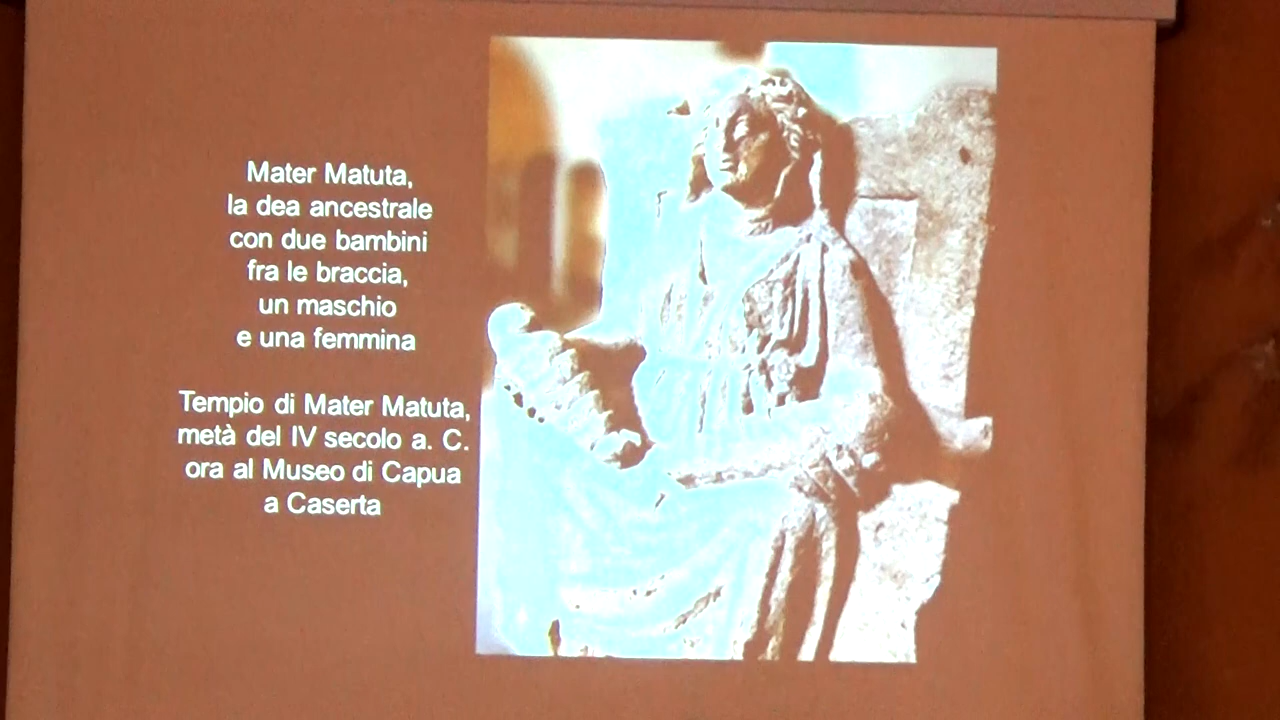 Mater Matuta,
la dea ancestrale
con due bambini
fra le braccia,
un maschio
e una femmina
Tempio di Mater Matuta,
metà del IV secolo a. C.
ora al Museo di Capua
a Caserta